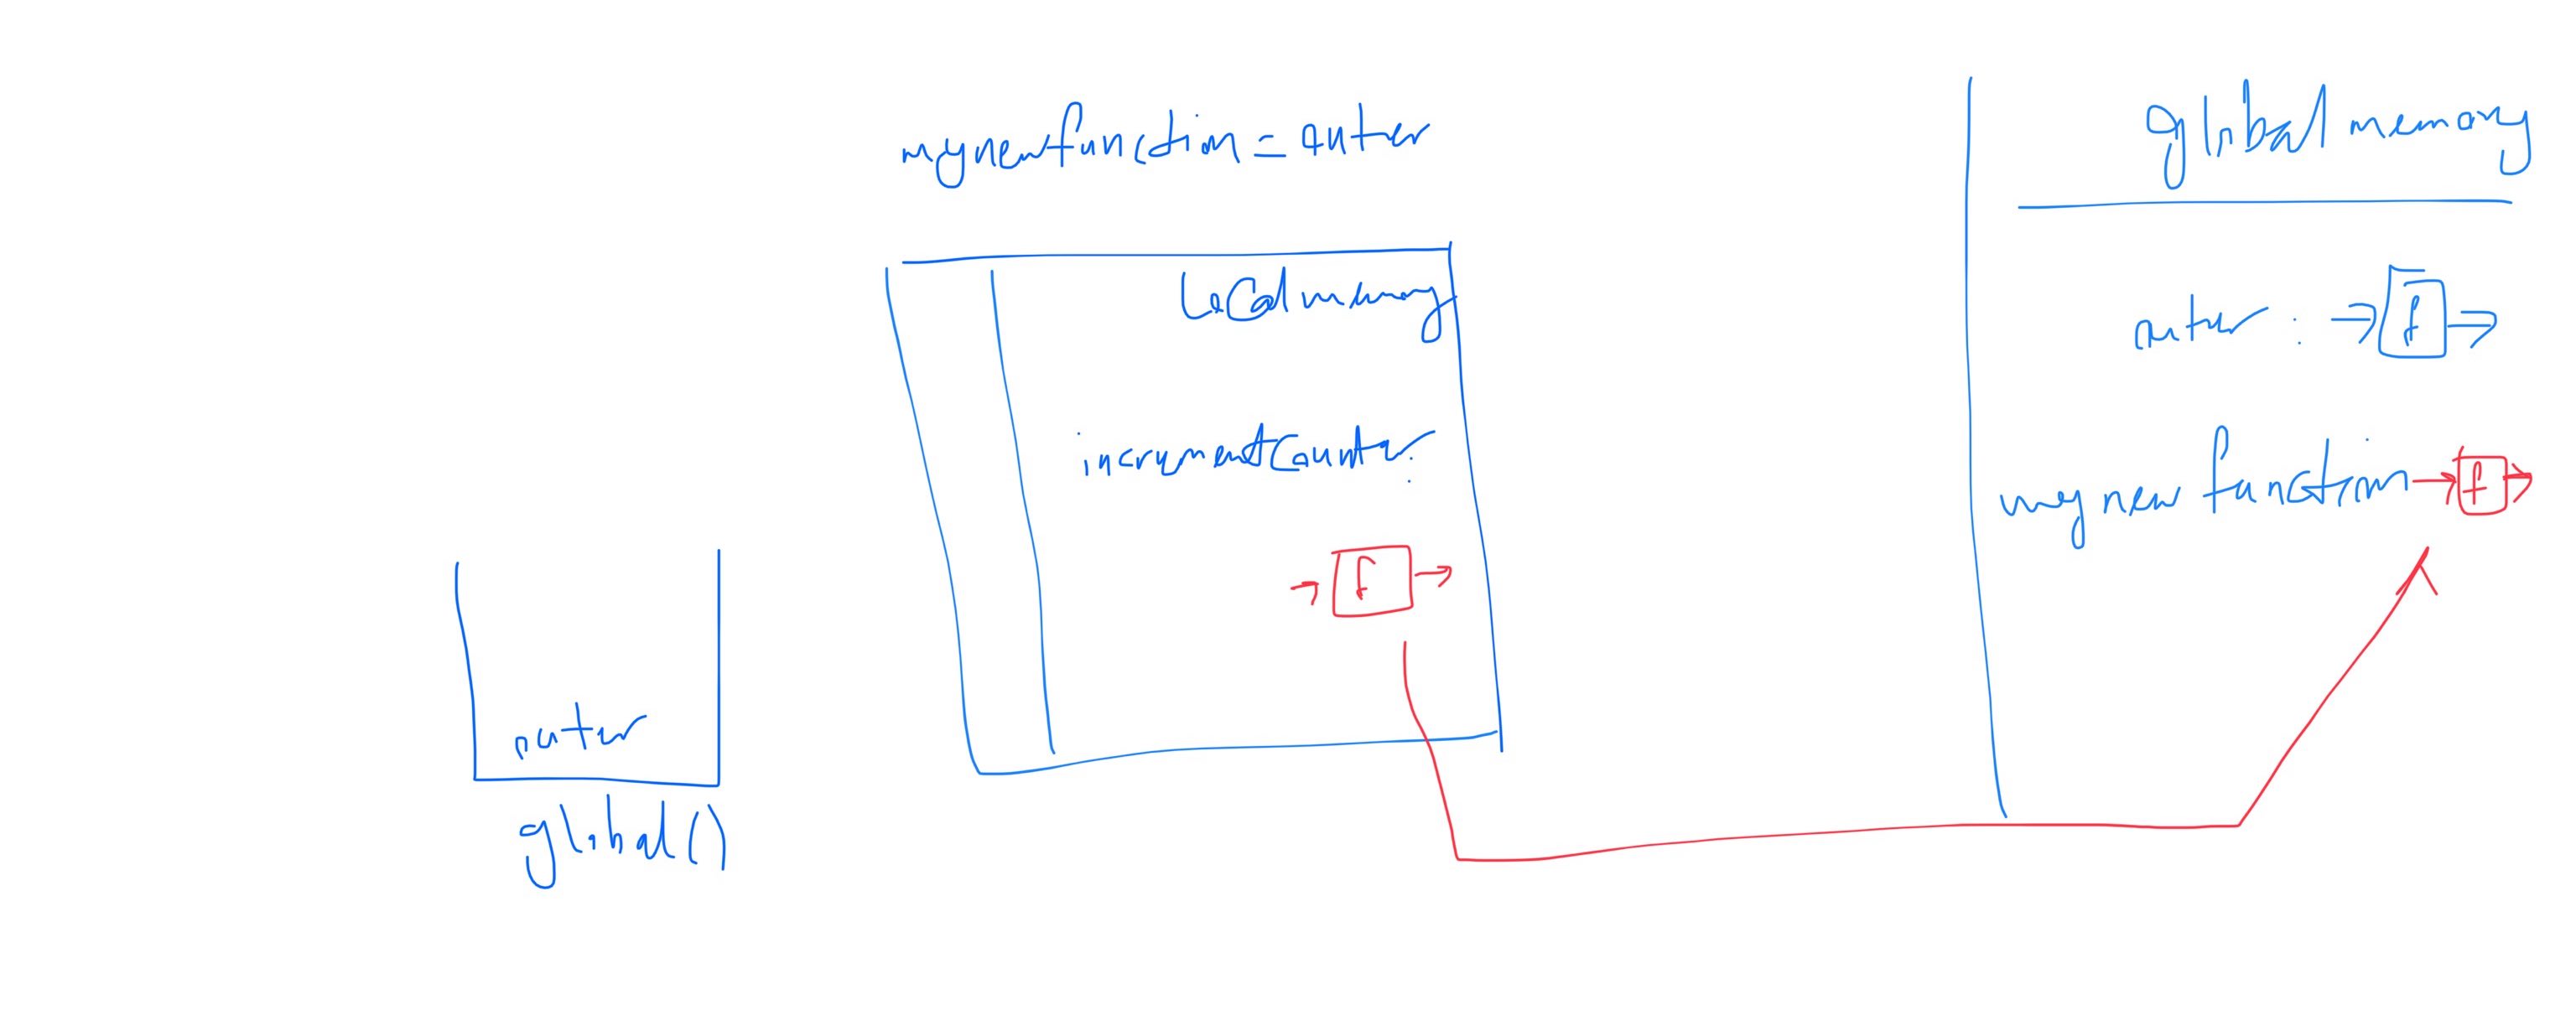 mynewfunction = outer
global memory
local memory
outer : → f →
incrementCounter:
my new function → f →
→ f →
outer
global()